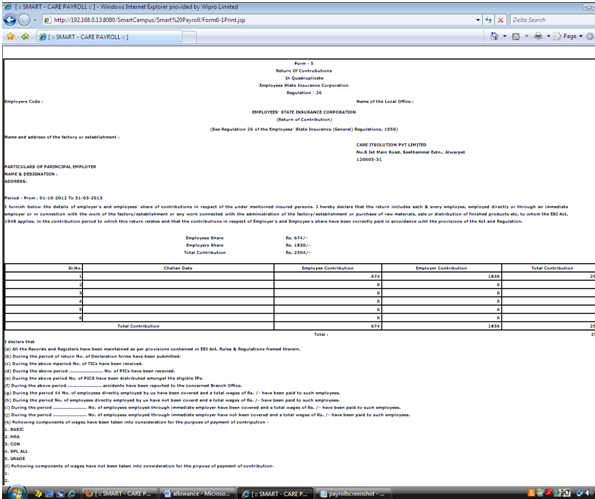 [:: SMART - CARE PAYROLL :: ] - Windows Internet Explorer provided by Wipro Limited
http://192.168.0.13:8080/SmartCampus/Smart%20Payroll/Form6-1Print.jsp
Delta Search
[:: SMART - CARE PAYROLL :: ]
Page
Form - 5
Return Of Contrubutions
In Quadruplicate
Employees State Insurance Corporation
Regulation - 26
Employers Code : Name of the Local Office :
EMPLOYEES' STATE INSURANCE CORPORATION
(Return of Contribution)
(See Regulation 26 of the Employees' State Insurance (General) Regulations, 1950)
Name and address of the factory or establishment :
CARE ITSOLUTION PVT LIMITED
No.8 Ist Main Road, Seethammal Extn., Alwarpet
120605-31
PARTICULARS OF PARINCIPAL EMPLOYER
NAME & DESIGNATION :
ADDRESS:
Period - From : 01-10-2012 To 31-03-2013
I furnish below the details of employer's and employees' share of contributions in respect of the under mentoined insured persons. I hereby declare that the return includes each & every employee, employed directly or through an immediate
employer or in connection with the work of the factory/establishment or any work connected with the administration of the factory/establishment or purchase of raw materials, sale or distribution of finished products etc. to whom the ESI Act,
1948 applies, in the contribution period to which this return relates and that the contributions in respect of Employer's and Employee's share have been correctly paid in accordance with the provisions of the Act and Regulation.
Employees Share Rs. 674/-
Employers Share Rs. 1830/-
Total Contribution Rs. 2504/-
Sl.No. Challan Date Employee Contribution Employer Contribution Total Contribution
1 674 1830 25
2 0 0
3 0 0
4 0 0
5 0 0
6 0 0
Total Contribution 674 1830
Total : 25
I declare that
(a) All the Records and Registers have been maintained as per provisions contained in ESI Act, Rules & Regulations framed therein.
(b) During the period of return No. of Declaration forms have been submitted.
(c) During the above mperiod No. of TICs have been received.
(d) During the above period ..................... No. of PICs have been received.
(e) During the above period No. of PICS have been distributed amongst the eligible IPs.
(f) During the above period ..................... accidents have been reported to the concerned Branch Office.
(g) During the period 44 No. of employees directly employed by us have been covered and a total wages of Rs. /- have been paid to such employees.
(h) During the period No. of employees directly employed by us have not been coverd and a total wages of Rs. /- have been paid to such employees.
(i) During the period ..................... No. of employees employed through immediate employer have been covered and a total wages of Rs. /- have been paid to such employees.
(j) During the period ..................... No. of employees employed through immediate employer have not been covered and a total wages of Rs. /- have been paid to such employees.
(k) Following components of wages have been taken into consideration for the purpose of payment of contripution -
1. BASIC
2. HRA
3. CON
4. SPL ALL
5. GRADE
(l) Following components of wages have not been taken into consideration for the pirpose of payment of contribution-
1.
2.
[:: SMART - CARE P... allowance - Microso... [:: SMART - CARE P... payrollscreenshot - ...